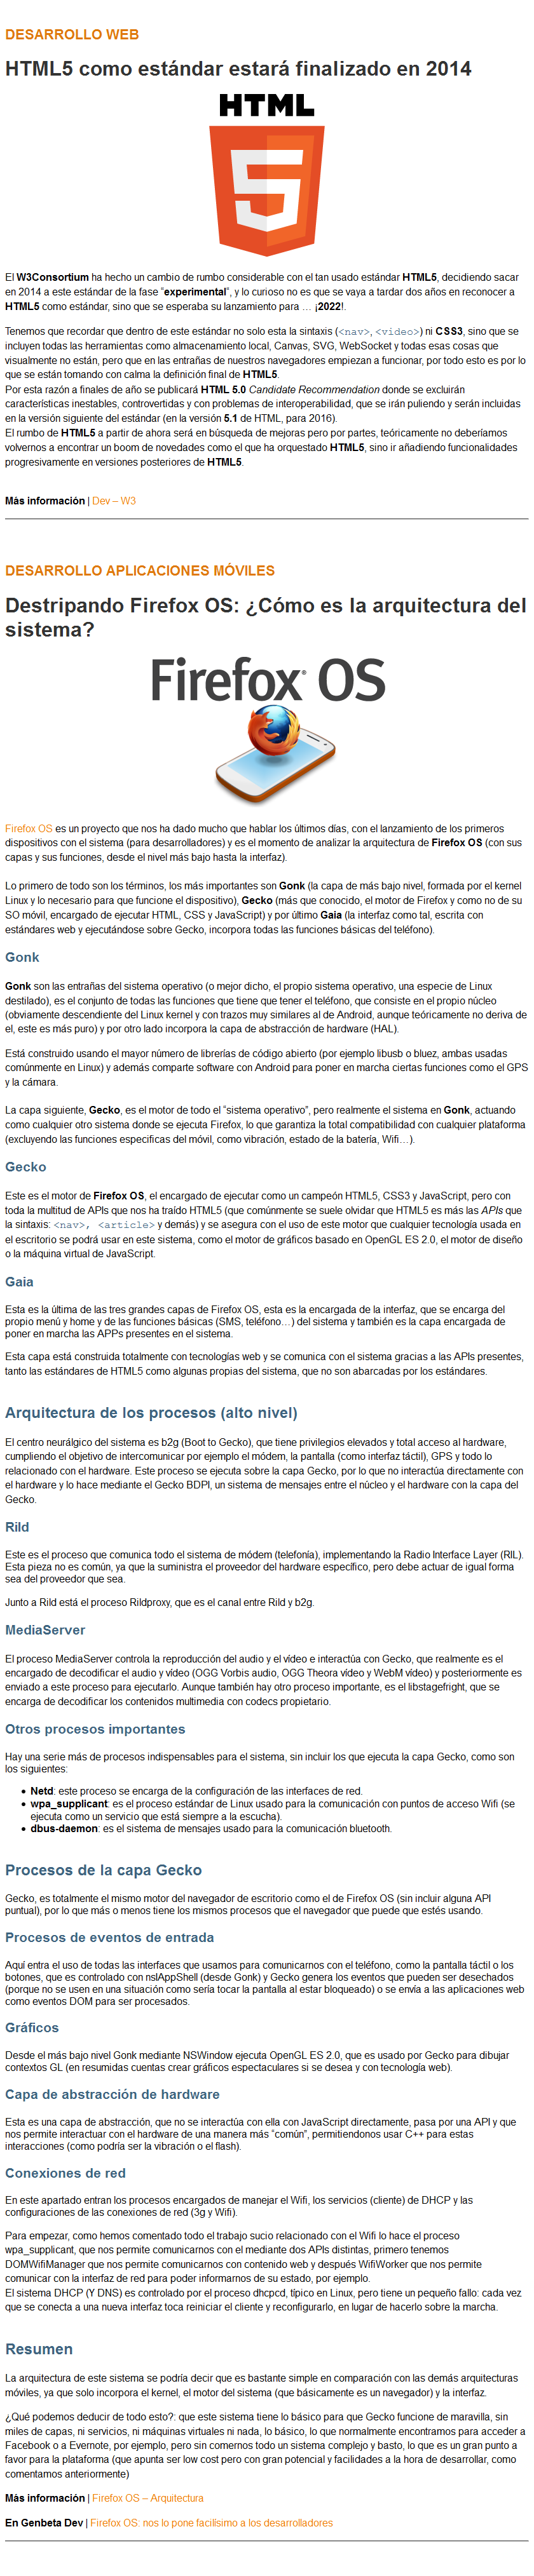 DESARROLLO WEB
HTML5 como estándar estará finalizado en 2014
HTML
5
El W3Consortium ha hecho un cambio de rumbo considerable con el tan usado estándar HTML5, decidiendo sacar
en 2014 a este estándar de la fase “experimental”, y lo curioso no es que se vaya a tardar dos años en reconocer a
HTML5 como estándar, sino que se esperaba su lanzamiento para … ¡2022!.
Tenemos que recordar que dentro de este estándar no solo esta la sintaxis (<nav>, <video>) ni CSS3, sino que se
incluyen todas las herramientas como almacenamiento local, Canvas, SVG, WebSocket y todas esas cosas que
visualmente no están, pero que en las entrañas de nuestros navegadores empiezan a funcionar, por todo esto es por lo
que se están tomando con calma la definición final de HTML5.
Por esta razón a finales de año se publicará HTML 5.0 Candidate Recommendation donde se excluirán
características inestables, controvertidas y con problemas de interoperabilidad, que se irán puliendo y serán incluidas
en la versión siguiente del estándar (en la versión 5.1 de HTML, para 2016).
El rumbo de HTML5 a partir de ahora será en búsqueda de mejoras pero por partes, teóricamente no deberíamos
volvernos a encontrar un boom de novedades como el que ha orquestado HTML5, sino ir añadiendo funcionalidades
progresivamente en versiones posteriores de HTML5.
Más información | Dev – W3
DESARROLLO APLICACIONES MÓVILES
Destripando Firefox OS: ¿Cómo es la arquitectura del
sistema?
Firefox® OS
Firefox OS es un proyecto que nos ha dado mucho que hablar los últimos días, con el lanzamiento de los primeros
dispositivos con el sistema (para desarrolladores) y es el momento de analizar la arquitectura de Firefox OS (con sus
capas y sus funciones, desde el nivel más bajo hasta la interfaz).
Lo primero de todo son los términos, los más importantes son Gonk (la capa de más bajo nivel, formada por el kernel
Linux y lo necesario para que funcione el dispositivo), Gecko (más que conocido, el motor de Firefox y como no de su
SO móvil, encargado de ejecutar HTML, CSS y JavaScript) y por último Gaia (la interfaz como tal, escrita con
estándares web y ejecutándose sobre Gecko, incorpora todas las funciones básicas del teléfono).
Gonk
Gonk son las entrañas del sistema operativo (o mejor dicho, el propio sistema operativo, una especie de Linux
destilado), es el conjunto de todas las funciones que tiene que tener el teléfono, que consiste en el propio núcleo
(obviamente descendiente del Linux kernel y con trazos muy similares al de Android, aunque teóricamente no deriva de
el, este es más puro) y por otro lado incorpora la capa de abstracción de hardware (HAL).
Está construido usando el mayor número de librerías de código abierto (por ejemplo libusb o bluez, ambas usadas
comúnmente en Linux) y además comparte software con Android para poner en marcha ciertas funciones como el GPS
y la cámara.
La capa siguiente, Gecko, es el motor de todo el “sistema operativo”, pero realmente el sistema en Gonk, actuando
como cualquier otro sistema donde se ejecuta Firefox, lo que garantiza la total compatibilidad con cualquier plataforma
(excluyendo las funciones especificas del móvil, como vibración, estado de la batería, Wifi…).
Gecko
Este es el motor de Firefox OS, el encargado de ejecutar como un campeón HTML5, CSS3 y JavaScript, pero con
toda la multitud de APIs que nos ha traído HTML5 (que comúnmente se suele olvidar que HTML5 es más las APIs que
la sintaxis: <nav>, <article> y demás) y se asegura con el uso de este motor que cualquier tecnología usada en
el escritorio se podrá usar en este sistema, como el motor de gráficos basado en OpenGL ES 2.0, el motor de diseño
o la máquina virtual de JavaScript.
Gaia
Esta es la última de las tres grandes capas de Firefox OS, esta es la encargada de la interfaz, que se encarga del
propio menú y home y de las funciones básicas (SMS, teléfono…) del sistema y también es la capa encargada de
poner en marcha las APPs presentes en el sistema.
Esta capa está construida totalmente con tecnologías web y se comunica con el sistema gracias a las APIs presentes,
tanto las estándares de HTML5 como algunas propias del sistema, que no son abarcadas por los estándares.
Arquitectura de los procesos (alto nivel)
El centro neurálgico del sistema es b2g (Boot to Gecko), que tiene privilegios elevados y total acceso al hardware,
cumpliendo el objetivo de intercomunicar por ejemplo el módem, la pantalla (como interfaz táctil), GPS y todo lo
relacionado con el hardware. Este proceso se ejecuta sobre la capa Gecko, por lo que no interactúa directamente con
el hardware y lo hace mediante el Gecko BDPI, un sistema de mensajes entre el núcleo y el hardware con la capa del
Gecko.
Rild
Este es el proceso que comunica todo el sistema de módem (telefonía), implementando la Radio Interface Layer (RIL).
Esta pieza no es común, ya que la suministra el proveedor del hardware específico, pero debe actuar de igual forma
sea del proveedor que sea.
Junto a Rild está el proceso Rildproxy, que es el canal entre Rild y b2g.
MediaServer
El proceso MediaServer controla la reproducción del audio y el vídeo e interactúa con Gecko, que realmente es el
encargado de decodificar el audio y vídeo (OGG Vorbis audio, OGG Theora vídeo y WebM vídeo) y posteriormente es
enviado a este proceso para ejecutarlo. Aunque también hay otro proceso importante, es el libstagefright, que se
encarga de decodificar los contenidos multimedia con codecs propietario.
Otros procesos importantes
Hay una serie más de procesos indispensables para el sistema, sin incluir los que ejecuta la capa Gecko, como son
los siguientes:
• Netd: este proceso se encarga de la configuración de las interfaces de red.
• wpa_supplicant: es el proceso estándar de Linux usado para la comunicación con puntos de acceso Wifi (se
ejecuta como un servicio que está siempre a la escucha).
• dbus-daemon: es el sistema de mensajes usado para la comunicación bluetooth.
Procesos de la capa Gecko
Gecko, es totalmente el mismo motor del navegador de escritorio como el de Firefox OS (sin incluir alguna API
puntual), por lo que más o menos tiene los mismos procesos que el navegador que puede que estés usando.
Procesos de eventos de entrada
Aquí entra el uso de todas las interfaces que usamos para comunicarnos con el teléfono, como la pantalla táctil o los
botones, que es controlado con nsIAppShell (desde Gonk) y Gecko genera los eventos que pueden ser desechados
(porque no se usen en una situación como sería tocar la pantalla al estar bloqueado) o se envía a las aplicaciones web
como eventos DOM para ser procesados.
Gráficos
Desde el más bajo nivel Gonk mediante NSWindow ejecuta OpenGL ES 2.0, que es usado por Gecko para dibujar
contextos GL (en resumidas cuentas crear gráficos espectaculares si se desea y con tecnología web).
Capa de abstracción de hardware
Esta es una capa de abstracción, que no se interactúa con ella con JavaScript directamente, pasa por una API y que
nos permite interactuar con el hardware de una manera más “común”, permitiendonos usar C++ para estas
interacciones (como podría ser la vibración o el flash).
Conexiones de red
En este apartado entran los procesos encargados de manejar el Wifi, los servicios (cliente) de DHCP y las
configuraciones de las conexiones de red (3g y Wifi).
Para empezar, como hemos comentado todo el trabajo sucio relacionado con el Wifi lo hace el proceso
wpa_supplicant, que nos permite comunicarnos con el mediante dos APIs distintas, primero tenemos
DOMWifiManager que nos permite comunicarnos con contenido web y después WifiWorker que nos permite
comunicar con la interfaz de red para poder informarnos de su estado, por ejemplo.
El sistema DHCP (Y DNS) es controlado por el proceso dhcpcd, típico en Linux, pero tiene un pequeño fallo: cada vez
que se conecta a una nueva interfaz toca reiniciar el cliente y reconfigurarlo, en lugar de hacerlo sobre la marcha.
Resumen
La arquitectura de este sistema se podría decir que es bastante simple en comparación con las demás arquitecturas
móviles, ya que solo incorpora el kernel, el motor del sistema (que básicamente es un navegador) y la interfaz.
¿Qué podemos deducir de todo esto?: que este sistema tiene lo básico para que Gecko funcione de maravilla, sin
miles de capas, ni servicios, ni máquinas virtuales ni nada, lo básico, lo que normalmente encontramos para acceder a
Facebook o a Evernote, por ejemplo, pero sin comernos todo un sistema complejo y basto, lo que es un gran punto a
favor para la plataforma (que apunta ser low cost pero con gran potencial y facilidades a la hora de desarrollar, como
comentamos anteriormente)
Más información | Firefox OS – Arquitectura
En Genbeta Dev | Firefox OS: nos lo pone facilísimo a los desarrolladores